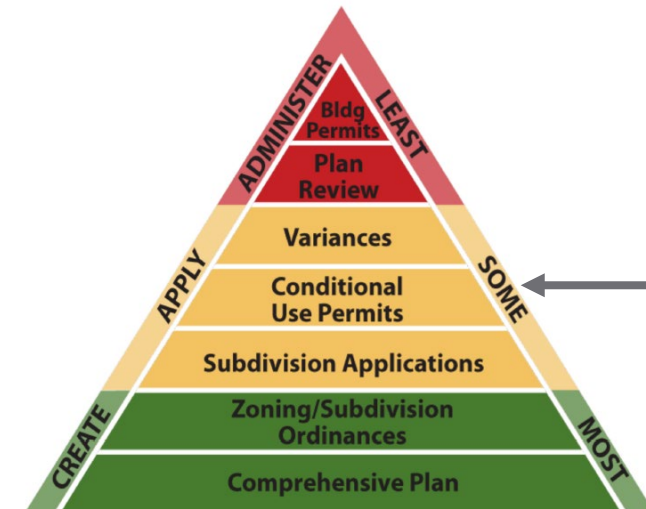 ADMINISTER
LEAST
Bldg
Permits
Plan
Review
APPLY
SOME
Variances
Conditional
Use Permits
Subdivision Applications
CREATE
MOST
Zoning/Subdivision
Ordinances
Comprehensive Plan